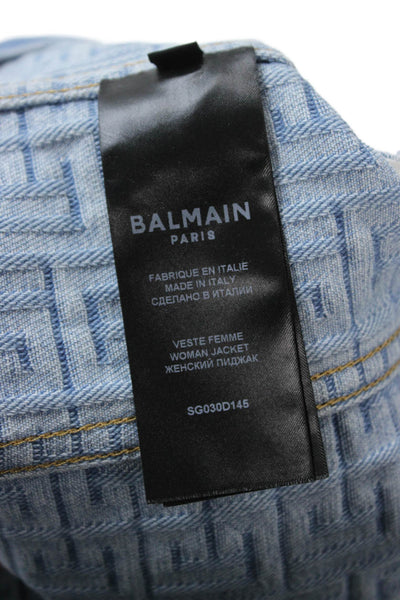 BALMAIN
PARIS
FABRIQUE EN ITALIE
MADE IN ITALY
СДЕЛАНО В ИТАЛИИ
VESTE FEMME
WOMAN JACKET
ЖЕНСКИЙ ПИДЖАК
SG030D145